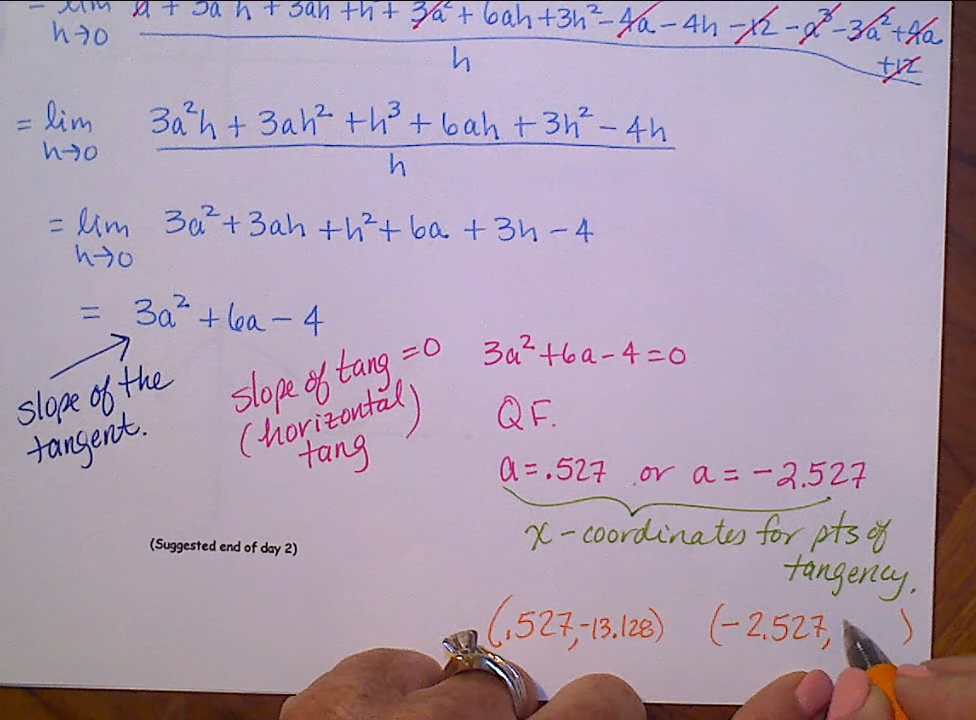 h→0 + 3ah + h + 3a² + 6ah + 3h² - 4a - 4h - 12 - a³ - 3a² + 4a
h
+12
= lim 3a²h + 3ah² + h³ + 6ah + 3h² - 4h
h→0 h
= lim 3a² + 3ah + h² + 6a + 3h - 4
h→0
= 3a² + 6a - 4
slope of the
tangent.
slope of tang = 0
(horizontal)
tang
3a² + 6a - 4 = 0
QF.
a = .527 or a = -2.527
x-coordinates for pts of
tangency.
(Suggested end of day 2)
(.527, -13.128) (-2.527, )